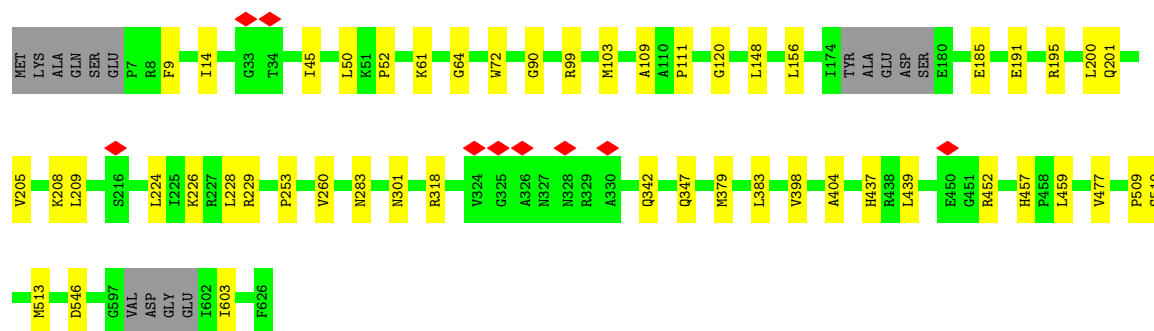 MET LYS ALA GLN SER GLU P7 R8 F9 I14 G33 T34 I45 L50 K51 P52 K61 G64 W72 G90 R99 M103 A109 A110 P111 G120 L148 L156 I174 TYR ALA GLU ASP SER E180 E185 E191 R195 L200 Q201
V205 K208 L209 S216 L224 I225 K226 R227 L228 R229 P253 V260 N283 N301 R318 V324 G325 A326 N327 N328 R329 A330 Q342 Q347 M379 L383 V398 A404 H437 R438 L439 E450 G451 R452 H457 P458 L459 V477 P509
M513 D546 G597 VAL ASP GLY GLU I602 I603 F626